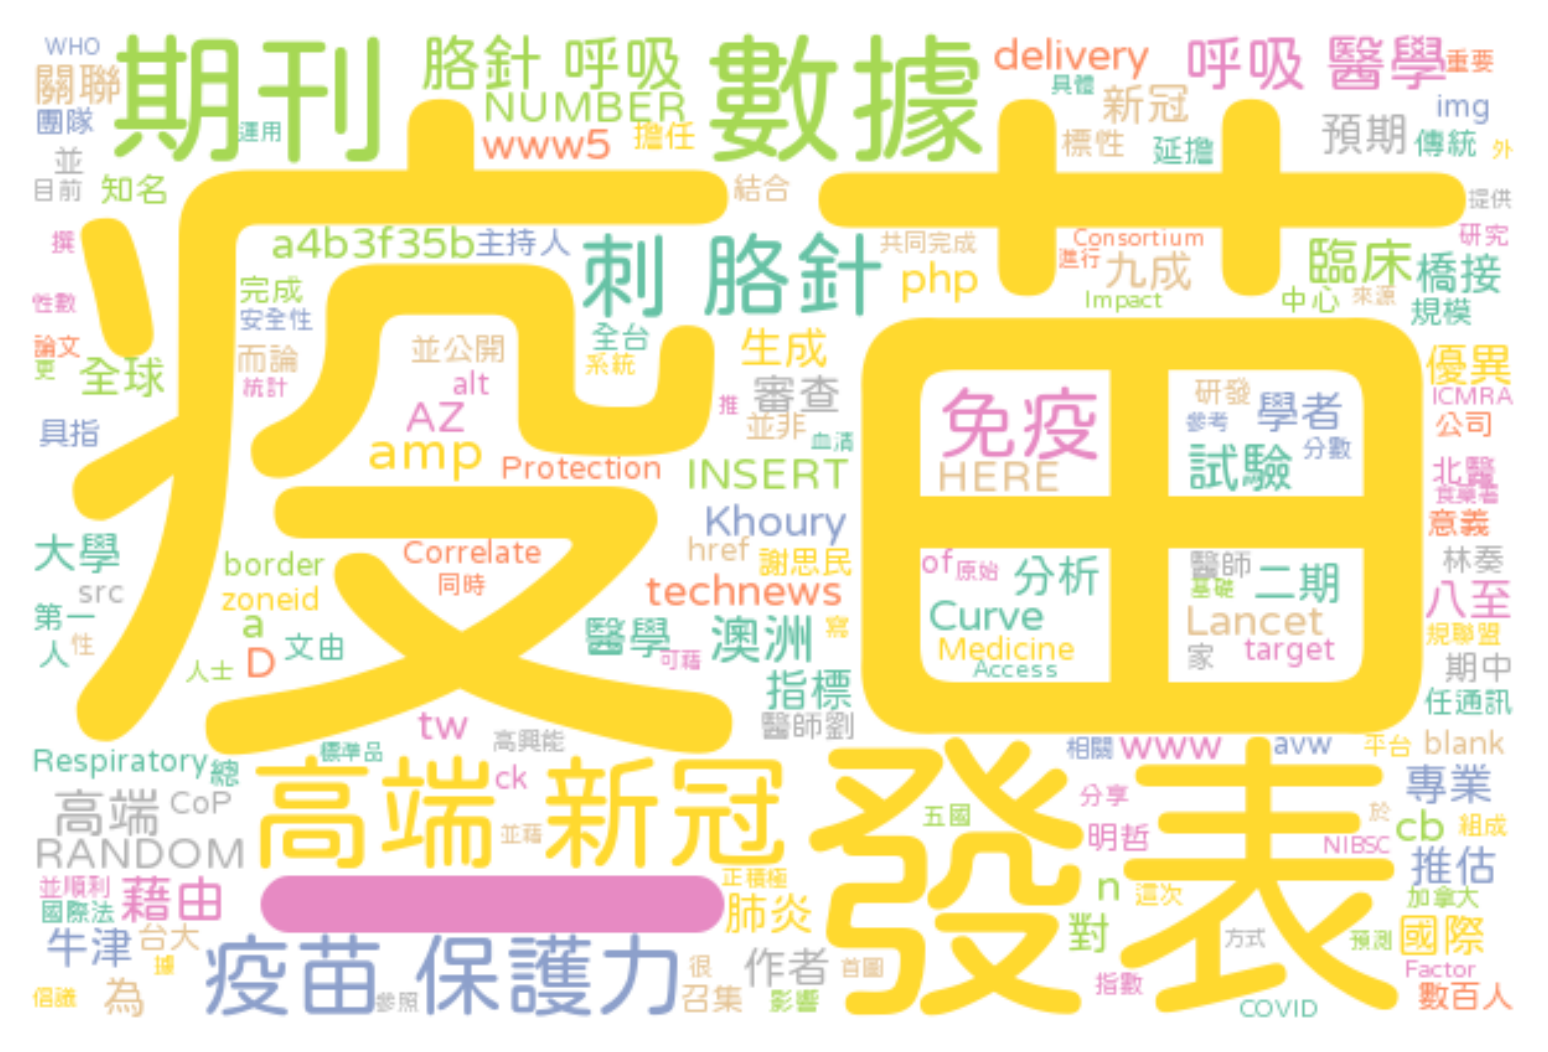 WHO
關聯
團隊
並
目前
知名
期刊
運用
胳針 呼吸
NUMBER
www5
擔任
數據
delivery
具體
新冠
標性
延擔
呼吸 醫學
重要
img
預期
傳統
外
結合
提供
撰
a4b3f35b
主持人
刺 胳針
共同完成
php
Consortium
進行
九成
Impact
臨床
研究
橋接
中心
來源
規模
性數
完成
安全性
論文
更
全球
而論
統計
並公開
alt
全台
系統
生成
推
審查
並非
血清
優異
ICMRA
公司
具指
AZ
amp
Protection
INSERT
免疫
HERE
研發
參考
學者
試驗
分數
北醫
食藥署
意義
疫苗
大學
src
第一
人
性
border
zoneid
a
文由
D
人士
Correlate
同時
Khoury
href
謝思民
technews
醫學
可藉
澳洲
寫
指標
醫師劉
of
原始
分析
Curve
Medicine
Access
醫師
基礎
二期
Lancet
家
target
林奏
八至
規聯盟
期中
任通訊
tw
高興能
標準品
Respiratory
總
ck
相關
www
avw
平台
blank
高端
CoP
RANDOM
高端 新冠
並藉
發表
五國
分享
明哲
於
NIBSC
專業
cb
組成
推估
並順利
國際法
藉由
一
正積極
肺炎
n
這次
加拿大
牛津
台大
據
對
方式
預測
國際
倡議
為
疫苗 保護力
參照
很
召集
作者
首圖
影響
指數
Factor
數百人
COVID